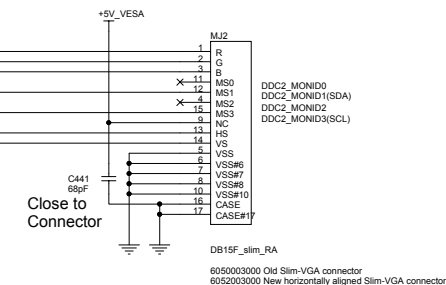 +5V_VESA
MJ2
1 R
2 G
3 B
11 MS0 DDC2_MONID0
12 MS1 DDC2_MONID1(SDA)
4 MS2 DDC2_MONID2
15 MS3 DDC2_MONID3(SCL)
9 NC
13 HS
14 VS
5 VSS
6 VSS#6
7 VSS#7
8 VSS#8
10 VSS#10
16 CASE
17 CASE#17
C441
68pF
Close to
Connector
DB15F_slim_RA
6050003000 Old Slim-VGA connector
6052003000 New horizontally aligned Slim-VGA connector